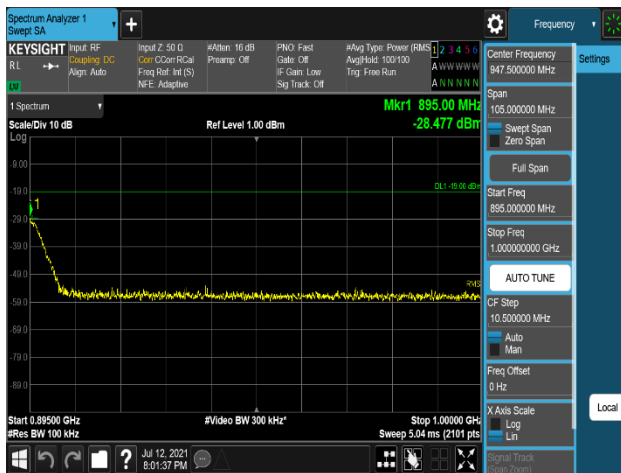 Spectrum Analyzer 1
Swept SA
+
Frequency
KEYSIGHT
RL
Input: RF
Coupling: DC
Align: Auto
Input Z: 50 Ω
Corr CCorr RCal
Freq Ref: Int (S)
NFE: Adaptive
#Atten: 16 dB
Preamp: Off
PNO: Fast
Gate: Off
IF Gain: Low
Sig Track: Off
#Avg Type: Power (RMS
Avg|Hold: 100/100
Trig: Free Run
1 2 3 4 5 6
A W W W W W
A N N N N N
1 Spectrum
Scale/Div 10 dB
Ref Level 1.00 dBm
Mkr1 895.00 MHz
-28.477 dBm
Log
-9.00
-19.0
-29.0
-39.0
-49.0
-59.0
-69.0
-79.0
-89.0
DL1 -19.00 dBm
1
RMS
Start 0.89500 GHz
#Res BW 100 kHz
#Video BW 300 kHz*
Stop 1.00000 GHz
Sweep 5.04 ms (2101 pts
Jul 12, 2021
8:01:37 PM
Center Frequency
947.500000 MHz
Span
105.000000 MHz
Swept Span
Zero Span
Full Span
Start Freq
895.000000 MHz
Stop Freq
1.000000000 GHz
AUTO TUNE
CF Step
10.500000 MHz
Auto
Man
Freq Offset
0 Hz
X Axis Scale
Log
Lin
Signal Track
(Span Zoom)
Settings
Local